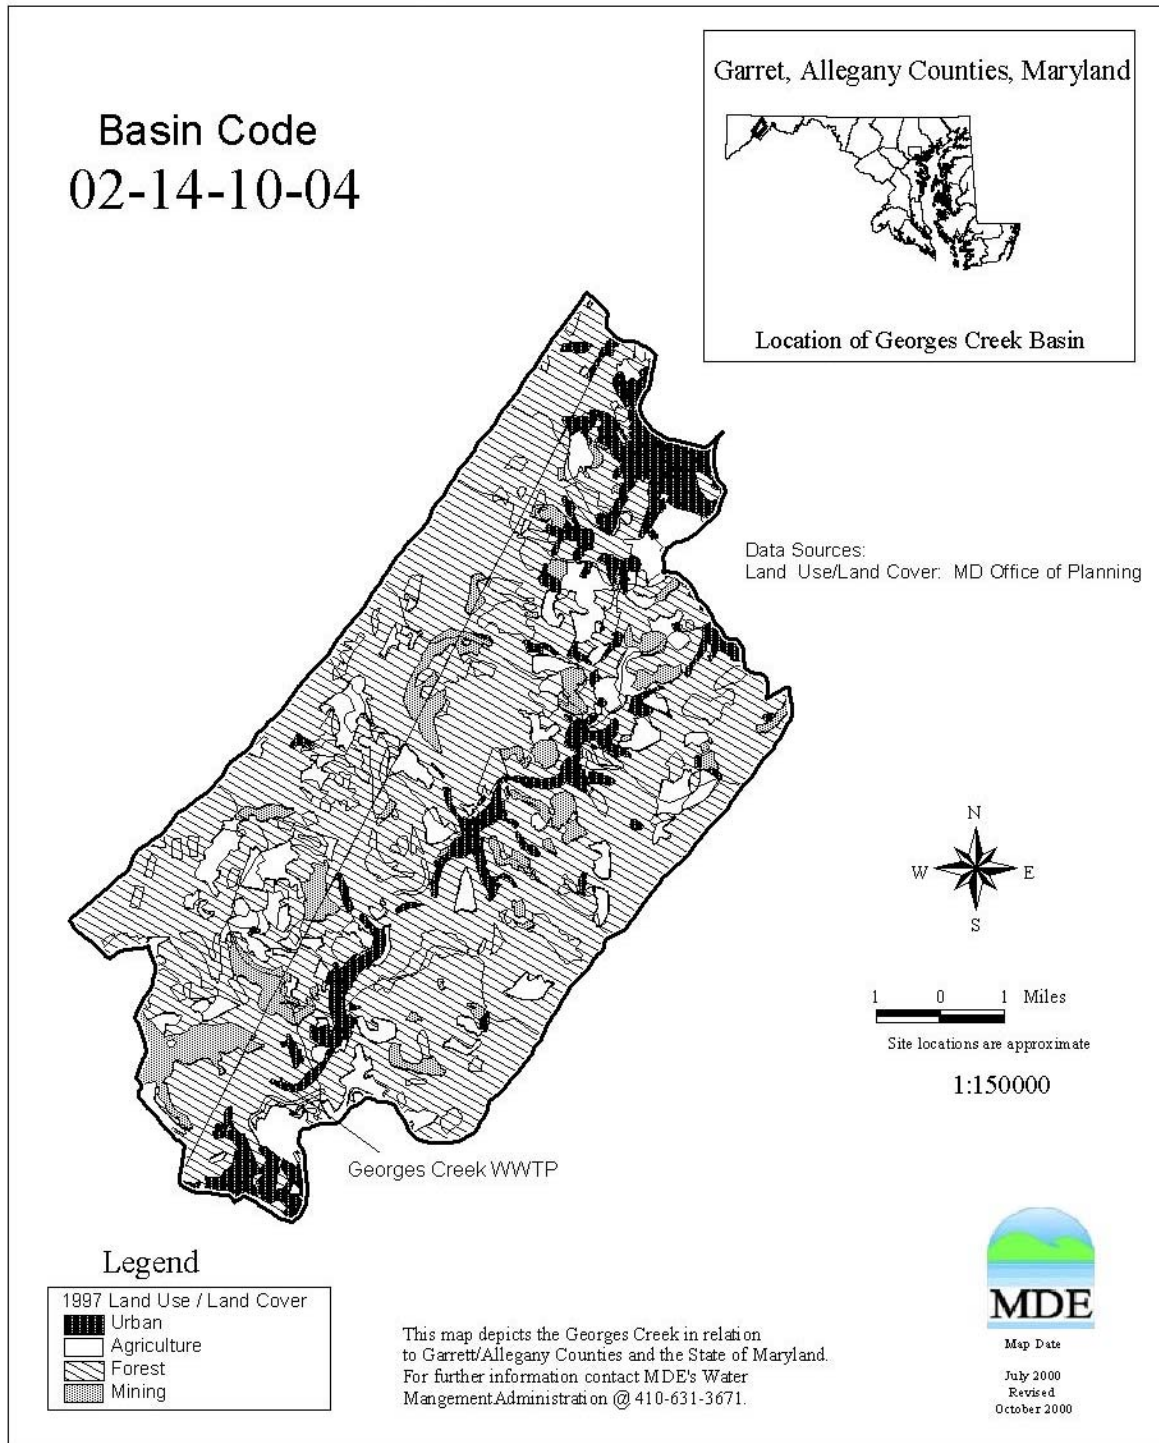 Garret, Allegany Counties, Maryland
Location of Georges Creek Basin
Basin Code
02-14-10-04
Data Sources:
Land Use/Land Cover: MD Office of Planning
N
W
E
S
1 0 1 Miles
Site locations are approximate
1:150000
Georges Creek WWTP
Legend
1997 Land Use / Land Cover
Urban
Agriculture
Forest
Mining
This map depicts the Georges Creek in relation
to Garrett/Allegany Counties and the State of Maryland.
For further information contact MDE's Water
Mangement Administration @ 410-631-3671.
MDE
Map Date
July 2000
Revised
October 2000